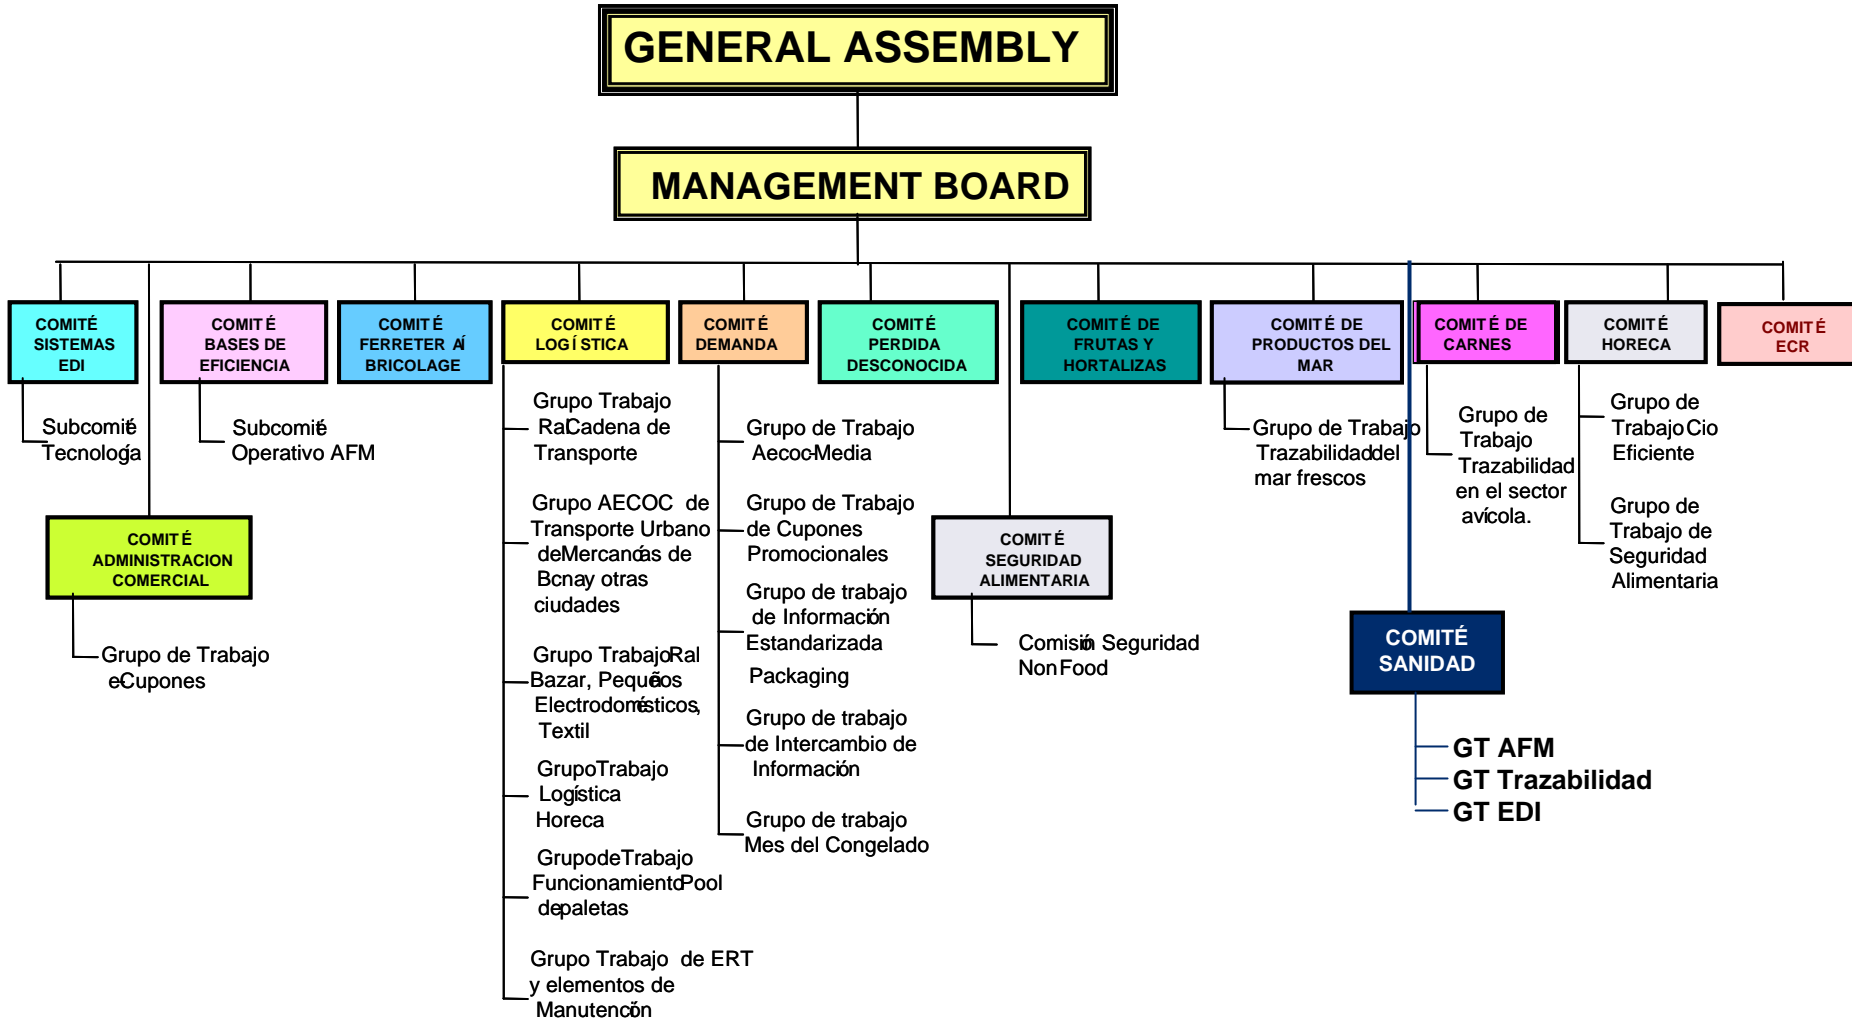 GENERAL ASSEMBLY
MANAGEMENT BOARD
COMITÉ
SISTEMAS
EDI
Subcomité
Tecnología
COMITÉ
ADMINISTRACION
COMERCIAL
Grupo de Trabajo
e-Cupones
COMITÉ
BASES DE
EFICIENCIA
Subcomité
Operativo AFM
COMITÉ
FERRETER AÍ
BRICOLAGE
COMITÉ
LOGÍSTICA
Grupo Trabajo
Ral Cadena de
Transporte
Grupo AECOC de
Transporte Urbano
de Mercancías de
Bcna y otras
ciudades
Grupo Trabajo Ral
Bazar, Pequeños
Electrodomésticos,
Textil
Grupo Trabajo
Logística
Horeca
Grupo de Trabajo
Funcionamiento Pool
de paletas
Grupo Trabajo de ERT
y elementos de
Manutención
COMITÉ
DEMANDA
Grupo de Trabajo
Aecoc-Media
Grupo de Trabajo
de Cupones
Promocionales
Grupo de trabajo
de Información
Estandarizada
Packaging
Grupo de trabajo
de Intercambio de
Información
Grupo de trabajo
Mes del Congelado
COMITÉ
PERDIDA
DESCONOCIDA
COMITÉ
SEGURIDAD
ALIMENTARIA
Comisión Seguridad
Non Food
COMITÉ DE
FRUTAS Y
HORTALIZAS
COMITÉ DE
PRODUCTOS DEL
MAR
Grupo de Trabajo
Trazabilidad del
mar frescos
COMITÉ
SANIDAD
GT AFM
GT Trazabilidad
GT EDI
COMITÉ DE
CARNES
Grupo de
Trabajo
Trazabilidad
en el sector
avícola.
COMITÉ
HORECA
Grupo de
Trabajo Cio
Eficiente
Grupo de
Trabajo de
Seguridad
Alimentaria
COMITÉ
ECR